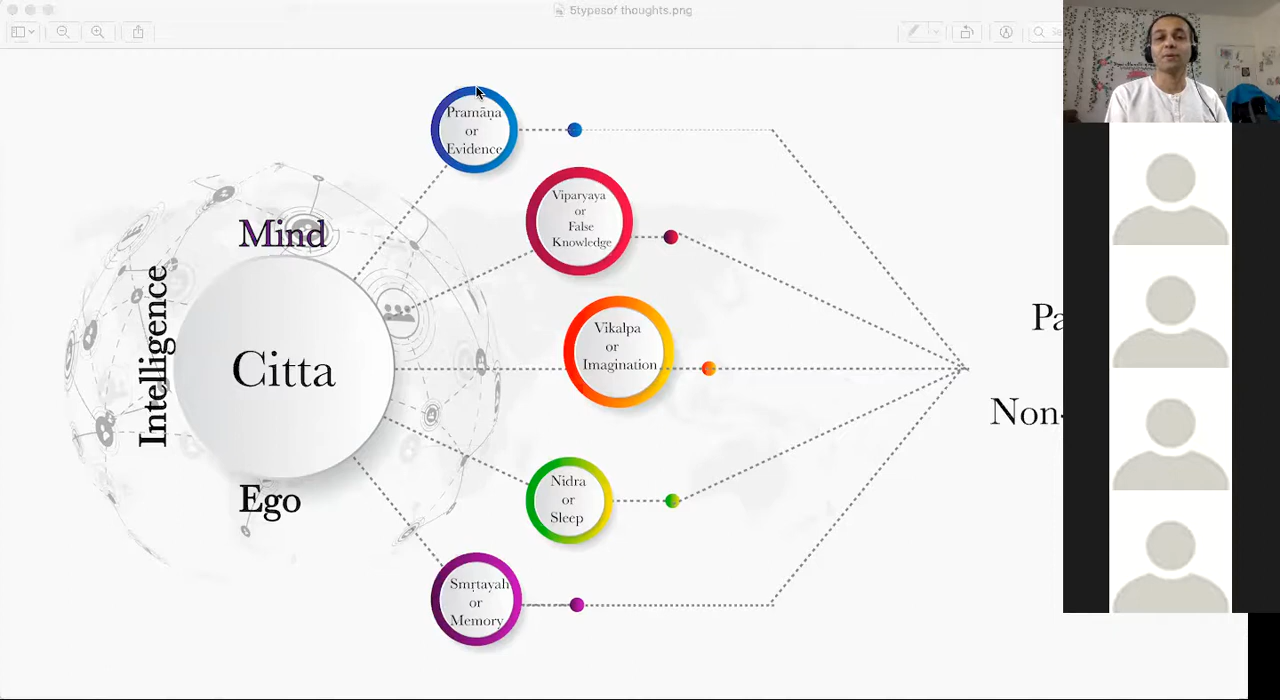 5typesof thoughts.png
Pramāṇa
or
Evidence
Viparyaya
or
False
Knowledge
Mind
Intelligence
Citta
Vikalpa
or
Imagination
Pa
Non-
Nidra
or
Sleep
Ego
Smṛtayaḥ
or
Memory